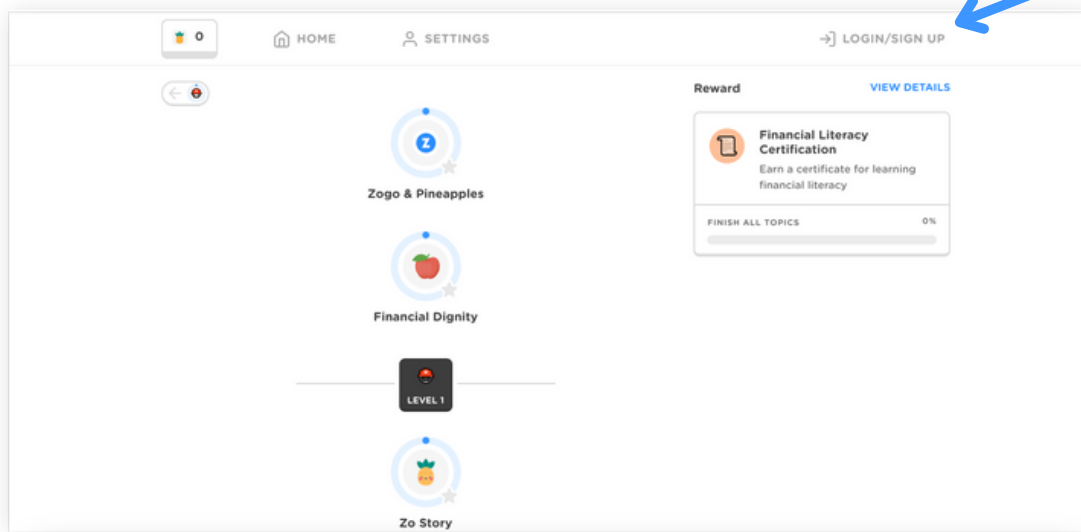 0
HOME
SETTINGS
LOGIN/SIGN UP
Reward
VIEW DETAILS
Financial Literacy
Certification
Earn a certificate for learning
financial literacy
FINISH ALL TOPICS
0%
Z
Zogo & Pineapples
Financial Dignity
LEVEL 1
Zo Story